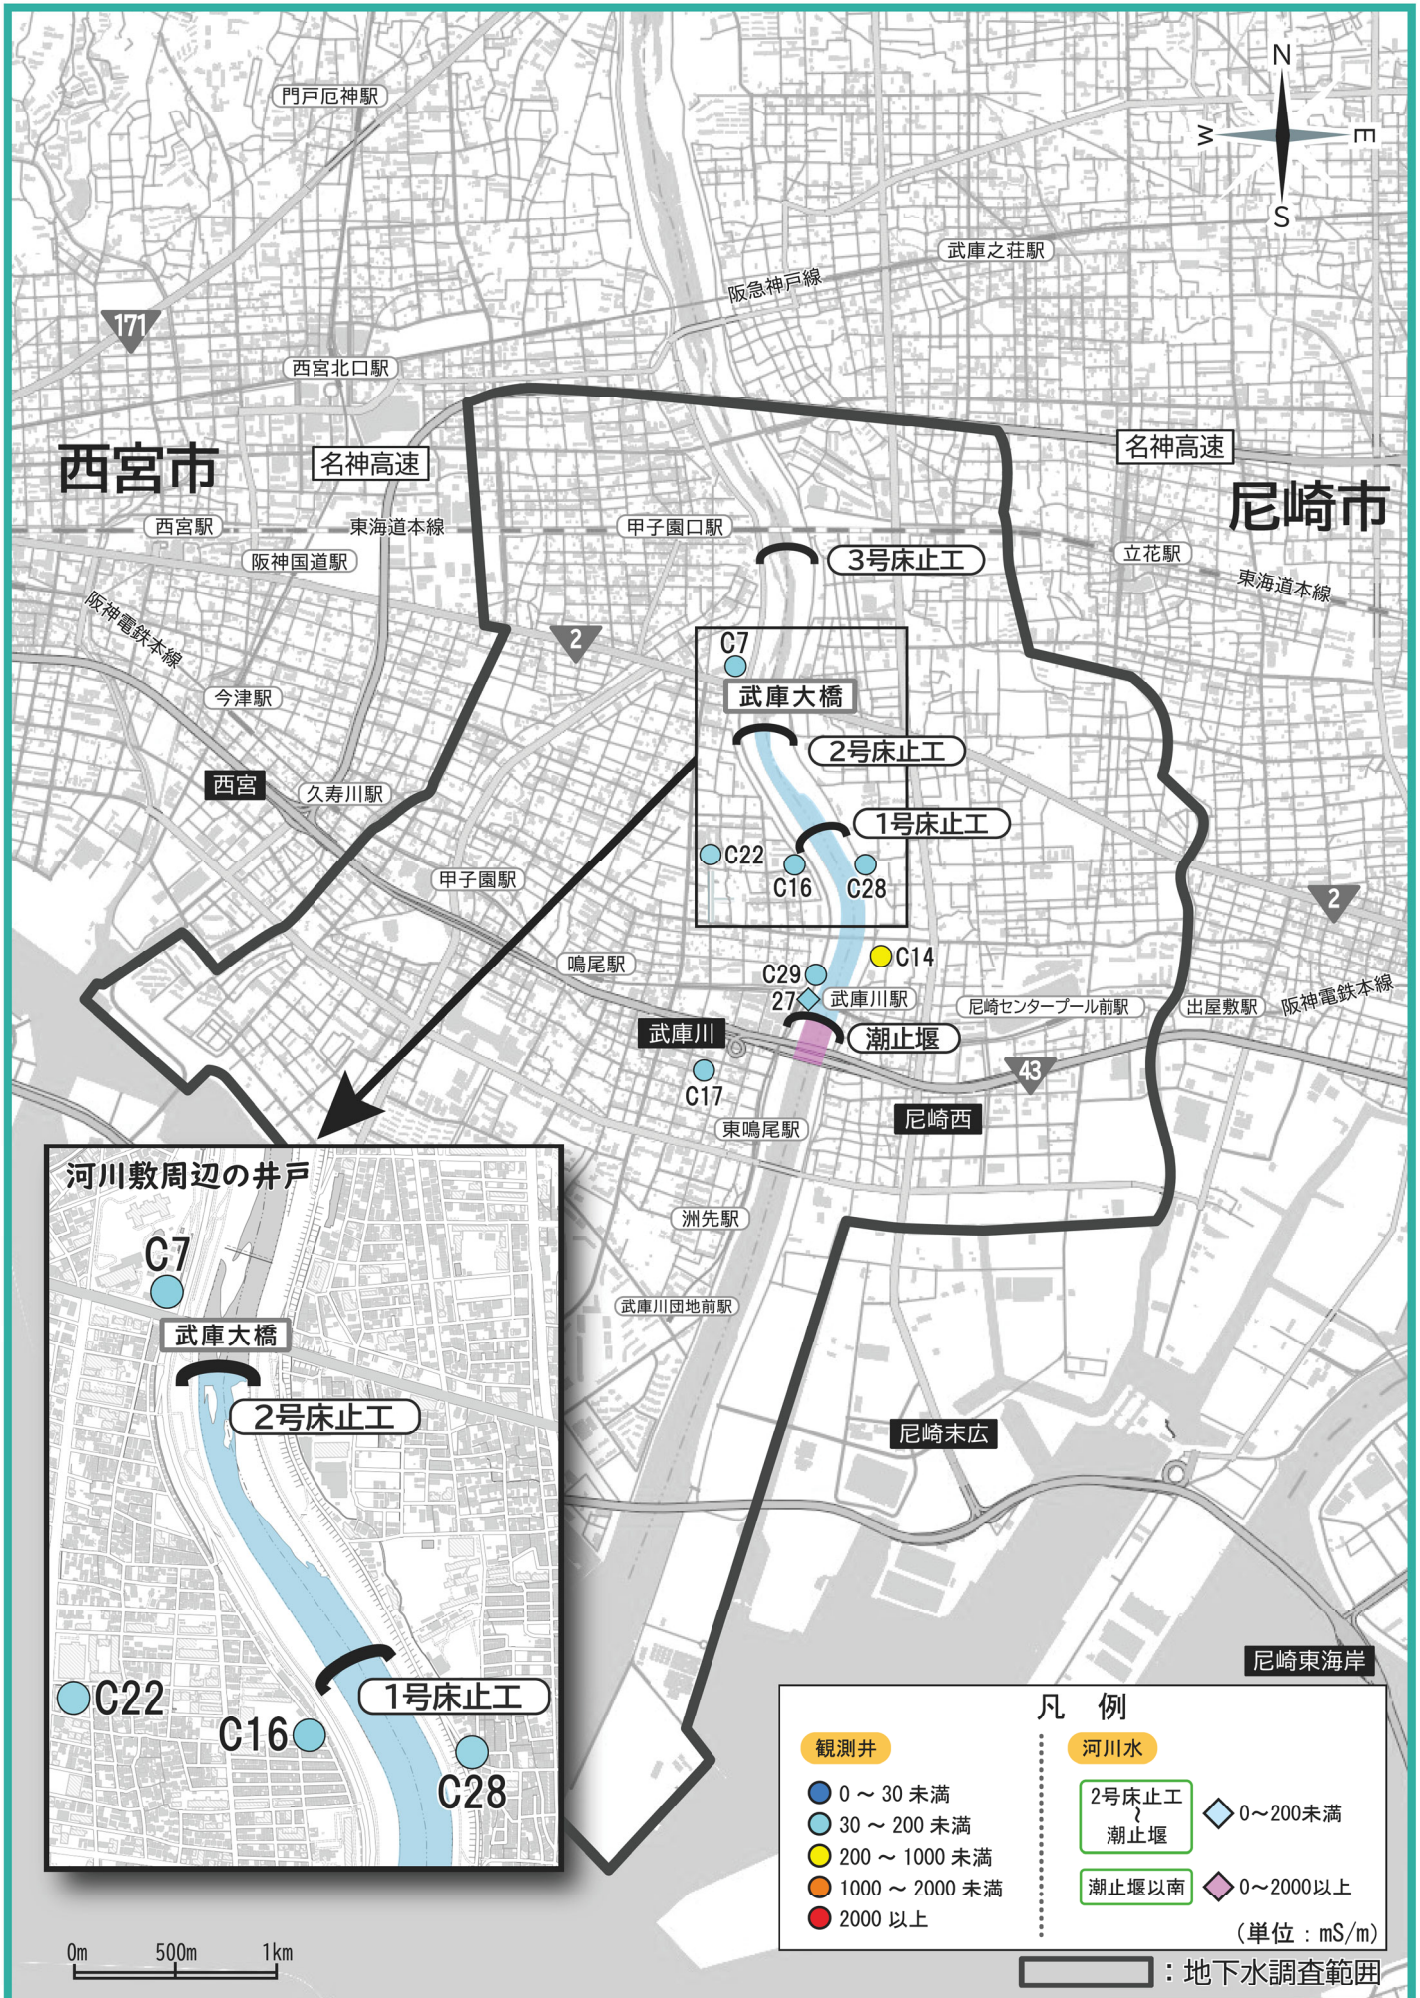 N
W
E
S
門戸厄神駅
武庫之荘駅
阪急神戸線
171
西宮北口駅
西宮市
名神高速
名神高速
尼崎市
西宮駅
東海道本線
甲子園口駅
阪神国道駅
3号床止工
立花駅
東海道本線
阪神電鉄本線
2
C7
今津駅
武庫大橋
2号床止工
西宮
久寿川駅
1号床止工
C22
C16
C28
甲子園駅
2
鳴尾駅
C14
C29
27
武庫川駅
尼崎センタープール前駅
出屋敷駅
阪神電鉄本線
武庫川
潮止堰
43
C17
尼崎西
東鳴尾駅
洲先駅
武庫川団地前駅
尼崎末広
尼崎東海岸
河川敷周辺の井戸
C7
武庫大橋
2号床止工
1号床止工
C22
C16
C28
凡 例
観測井
0 ～ 30 未満
30 ～ 200 未満
200 ～ 1000 未満
1000 ～ 2000 未満
2000 以上
河川水
2号床止工
～
潮止堰
0～200未満
潮止堰以南
0～2000以上
(単位：mS/m)
：地下水調査範囲
0m 500m 1km